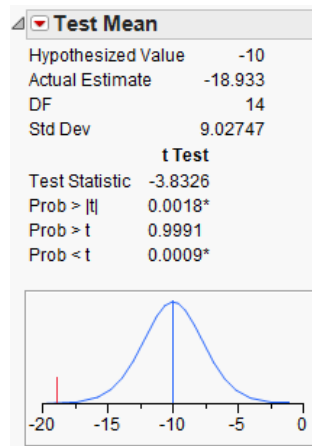 Test Mean
Hypothesized Value -10
Actual Estimate -18.933
DF 14
Std Dev 9.02747
t Test
Test Statistic -3.8326
Prob > |t| 0.0018*
Prob > t 0.9991
Prob < t 0.0009*
-20 -15 -10 -5 0